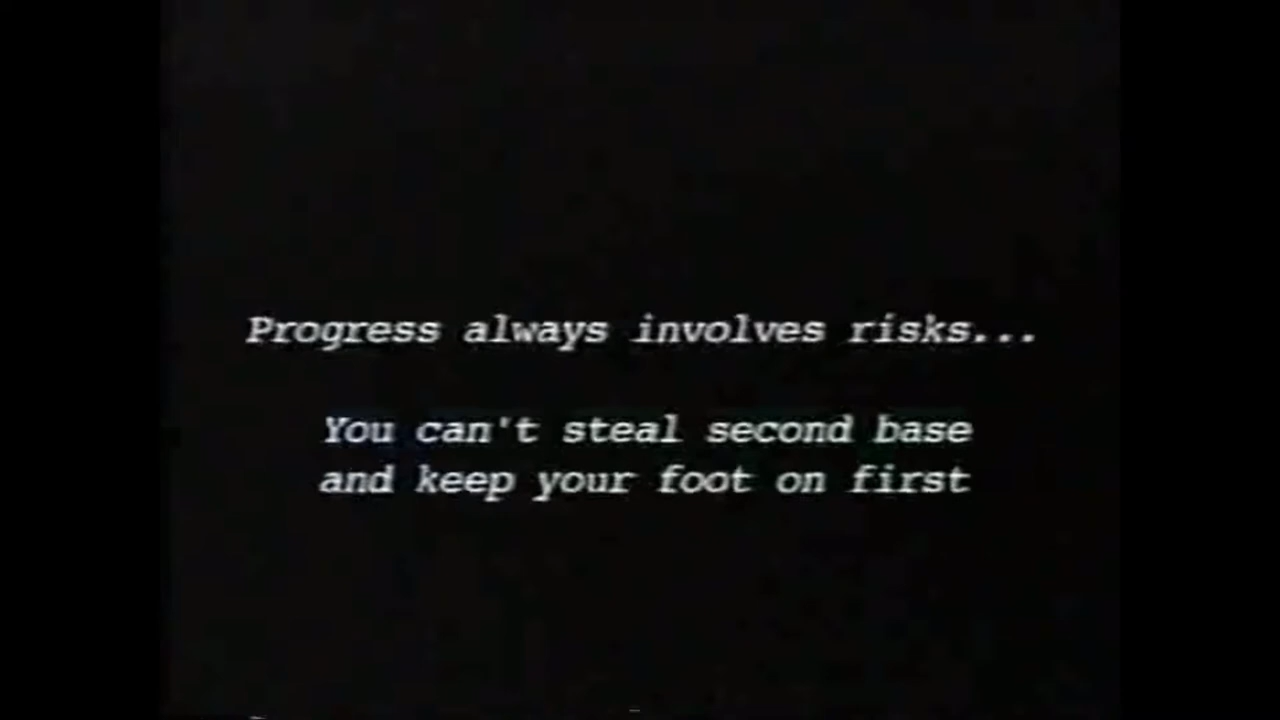 Progress always involves risks...
You can't steal second base
and keep your foot on first